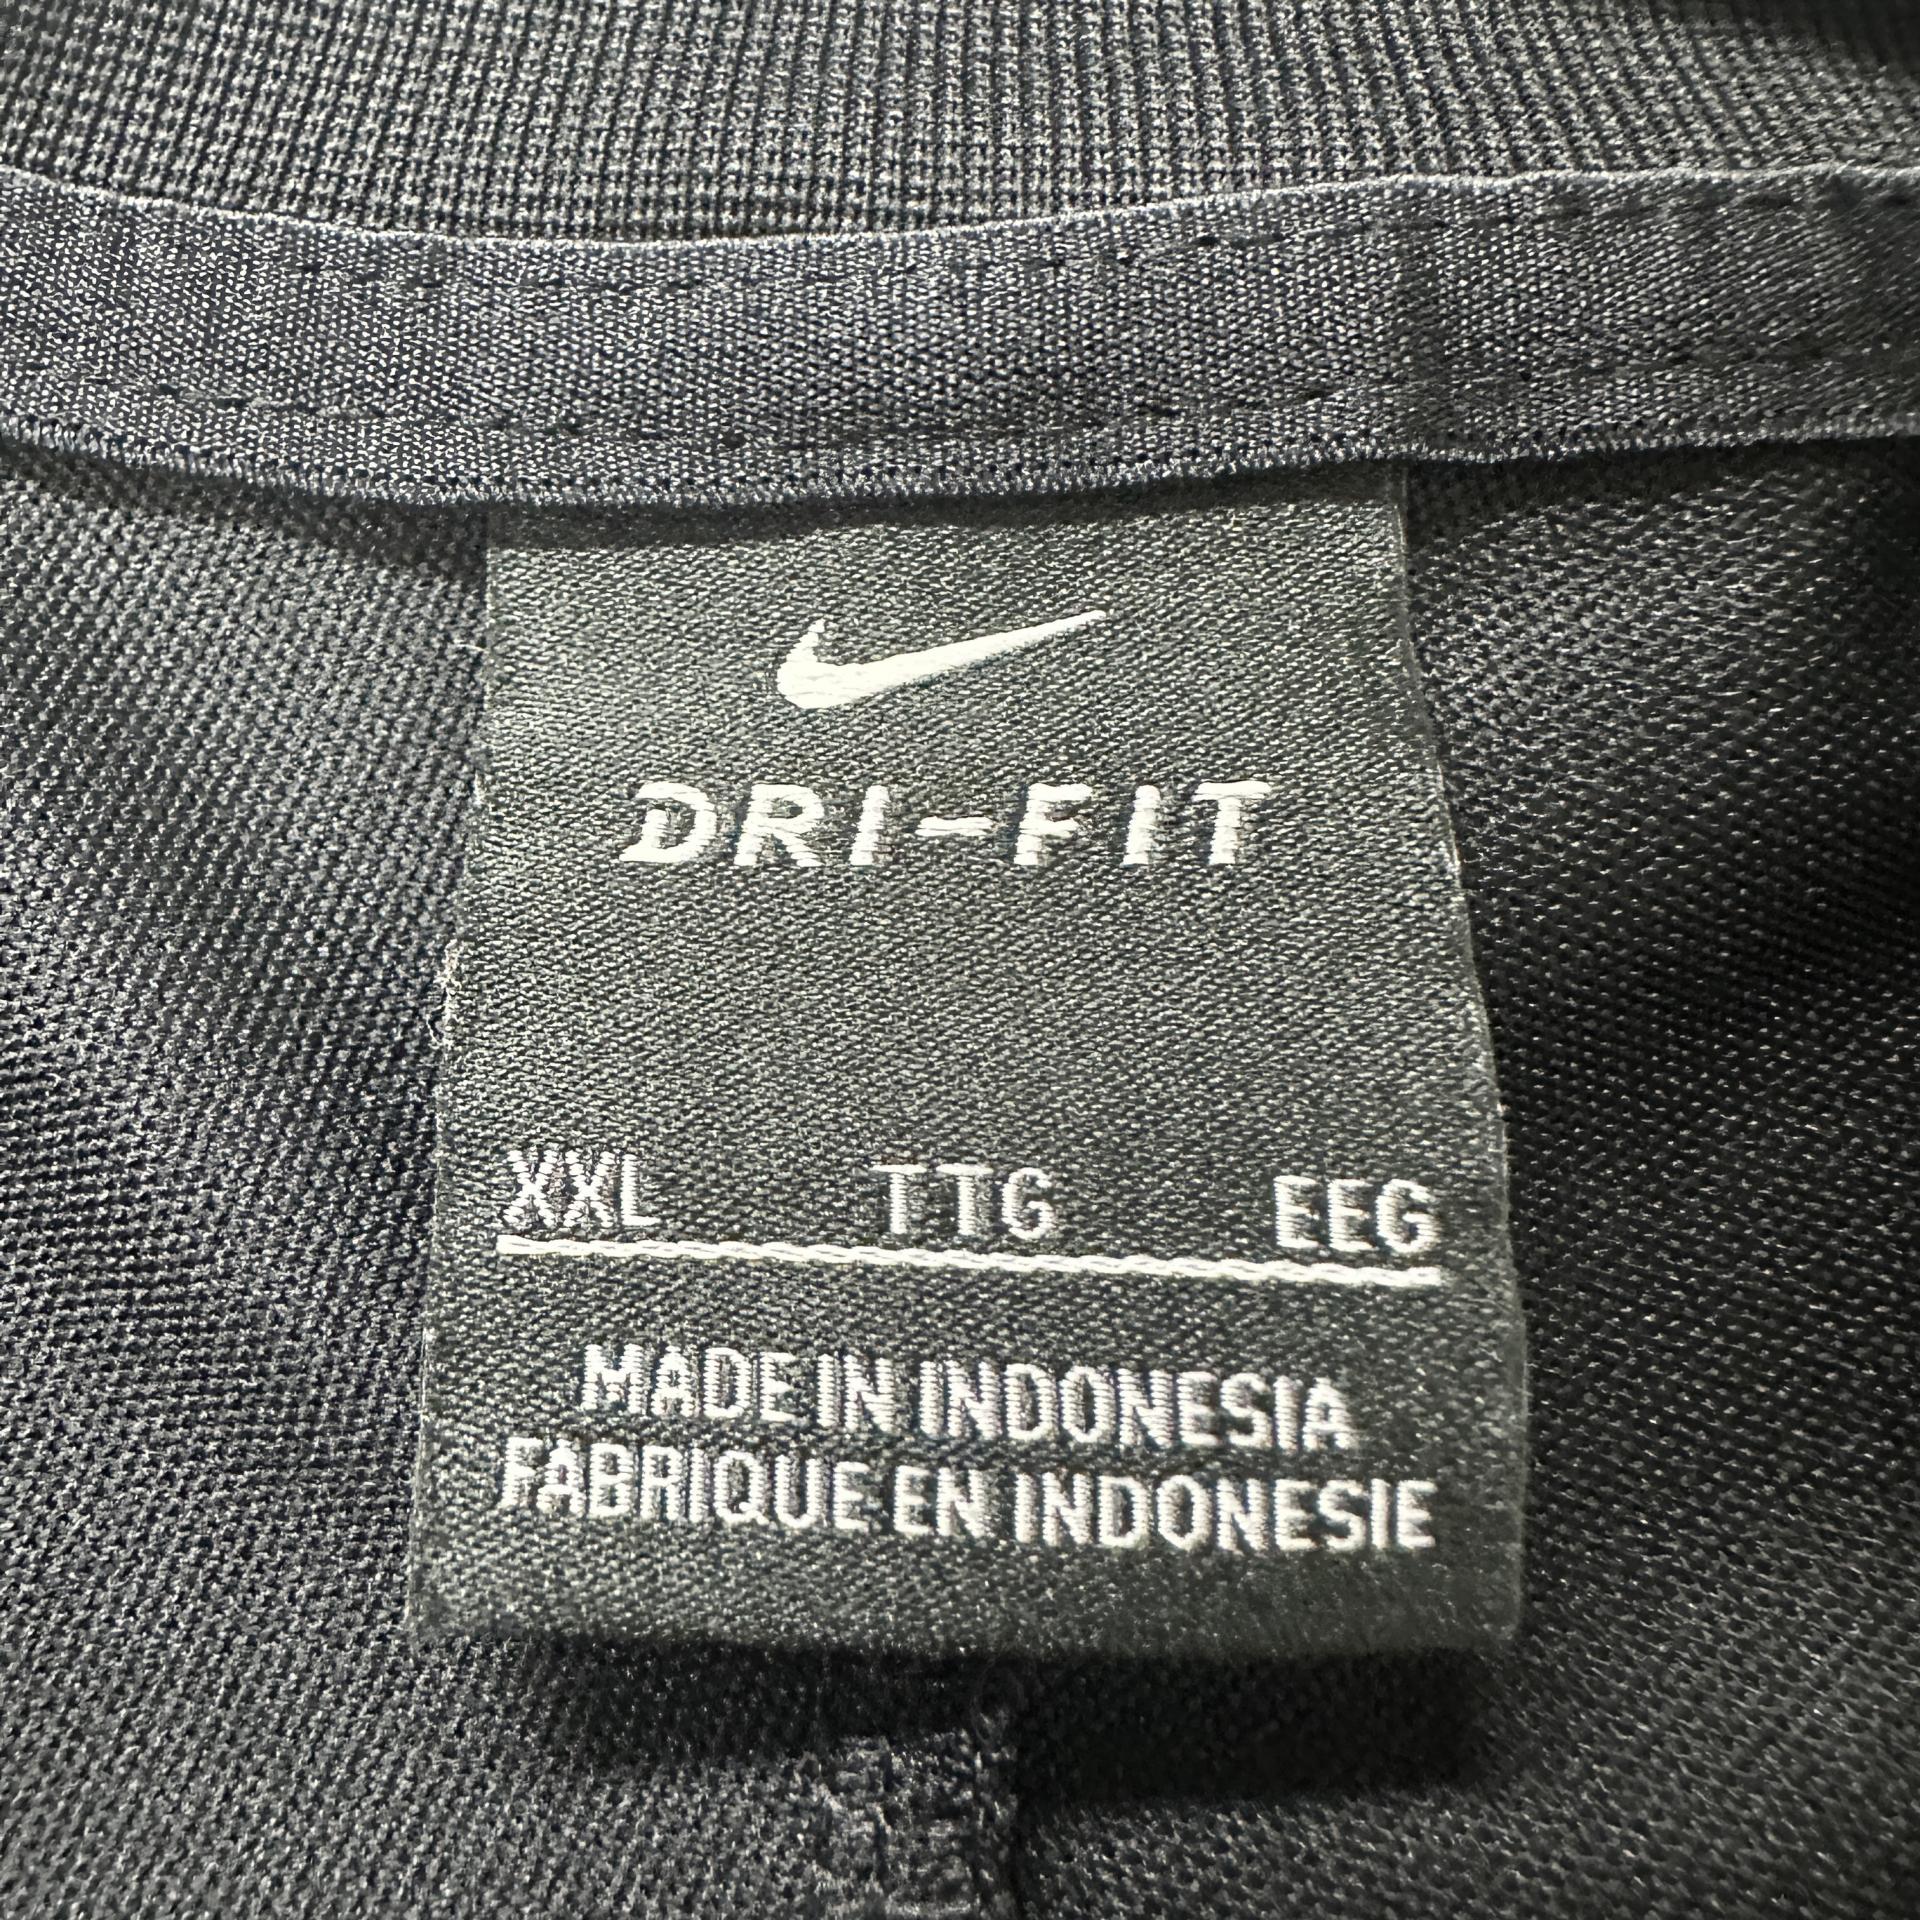 DRI-FIT
XXL TTG EEG
MADE IN INDONESIA
FABRIQUE EN INDONESIE